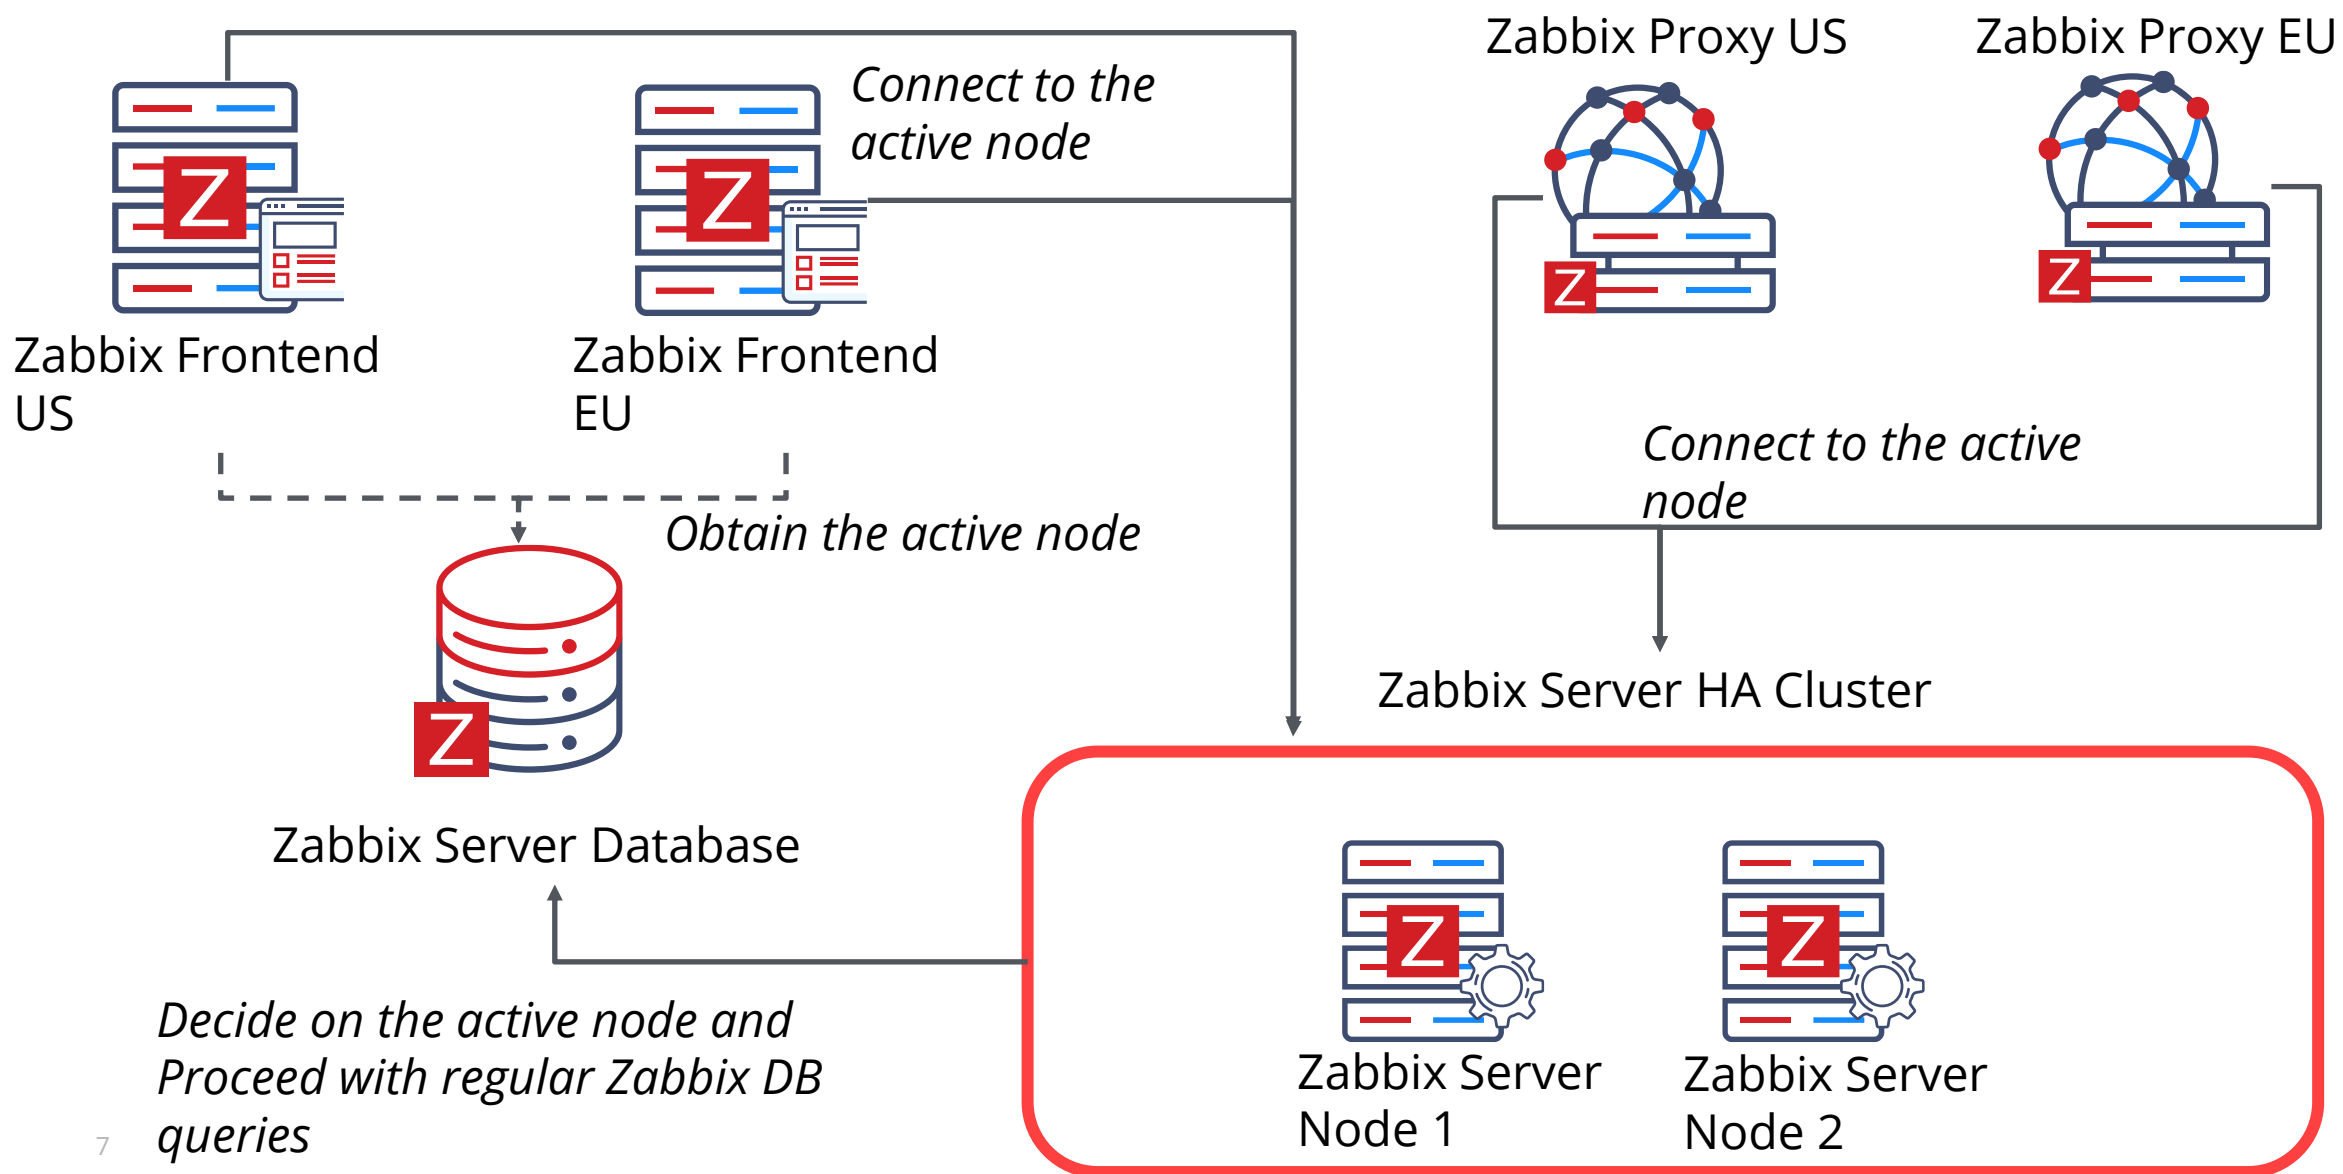 Zabbix Proxy US
Zabbix Proxy EU
Connect to the
active node
Z
Z
Z
Z
Zabbix Frontend
US
Zabbix Frontend
EU
Connect to the active
node
Obtain the active node
Zabbix Server HA Cluster
Z
Zabbix Server Database
Z
Z
Decide on the active node and
Proceed with regular Zabbix DB
queries
Zabbix Server
Node 1
Zabbix Server
Node 2
7